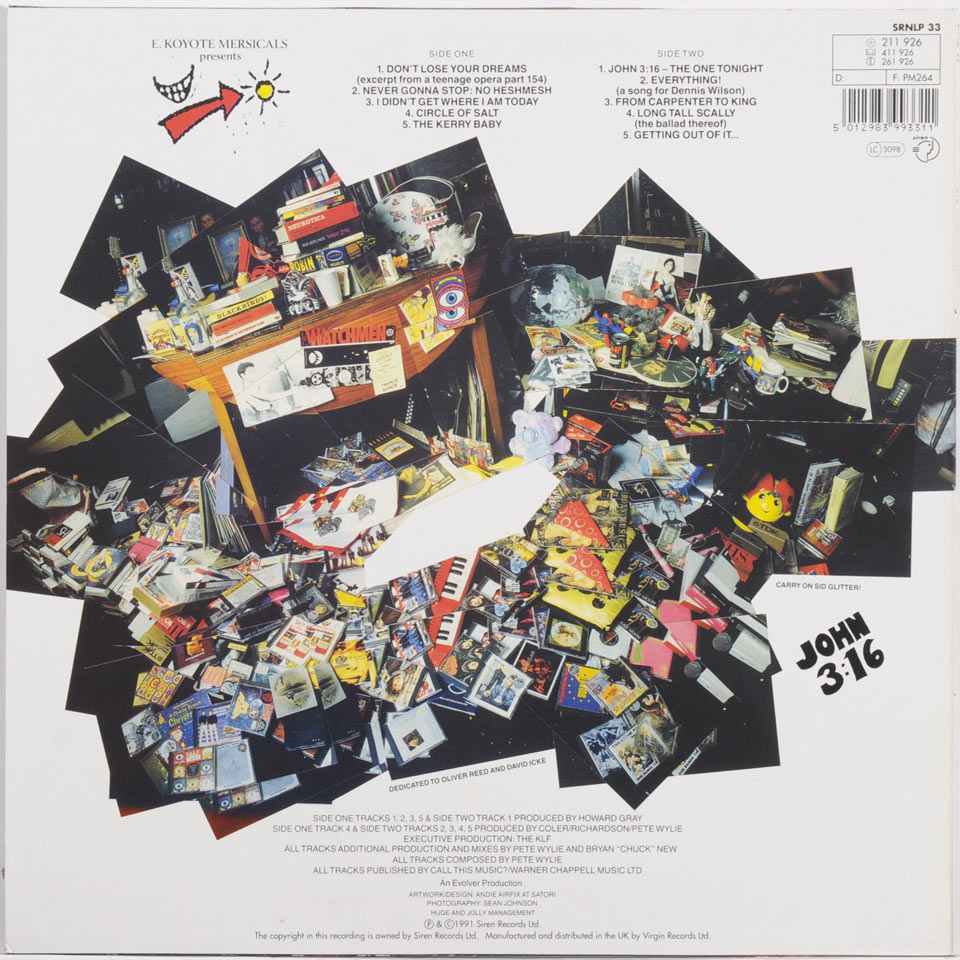 SRNLP 33
E. KOYOTE MERSICALS
presents
SIDE ONE
1. DON'T LOSE YOUR DREAMS
(excerpt from a teenage opera part 154)
2. NEVER GONNA STOP: NO HESHMESH
3. I DIDN'T GET WHERE I AM TODAY
4. CIRCLE OF SALT
5. THE KERRY BABY
SIDE TWO
1. JOHN 3:16 – THE ONE TONIGHT
2. EVERYTHING!
(a song for Dennis Wilson)
3. FROM CARPENTER TO KING
4. LONG TALL SCALLY
(the ballad thereof)
5. GETTING OUT OF IT...
211 926
411 926
261 926
D:
F: PM264
5 012983 993311
LC 3098
siren
NEUROTICA
ROBIN
BLACKBIRDS!
WATCHMEN
CARRY ON SID GLITTER!
JOHN
3:16
DEDICATED TO OLIVER REED AND DAVID ICKE
SIDE ONE TRACKS 1, 2, 3, 5 & SIDE TWO TRACK 1 PRODUCED BY HOWARD GRAY
SIDE ONE TRACK 4 & SIDE TWO TRACKS 2, 3, 4, 5 PRODUCED BY COLER/RICHARDSON/PETE WYLIE
EXECUTIVE PRODUCTION: THE KLF
ALL TRACKS ADDITIONAL PRODUCTION AND MIXES BY PETE WYLIE AND BRYAN "CHUCK" NEW
ALL TRACKS COMPOSED BY PETE WYLIE
ALL TRACKS PUBLISHED BY CALL THIS MUSIC?/WARNER CHAPPELL MUSIC LTD
An Evolver Production
ARTWORK/DESIGN: ANDIE AIRFIX AT SATORI
PHOTOGRAPHY: SEAN JOHNSON
HUGE AND JOLLY MANAGEMENT
Ⓟ & Ⓒ1991 Siren Records Ltd.
The copyright in this recording is owned by Siren Records Ltd. Manufactured and distributed in the UK by Virgin Records Ltd.